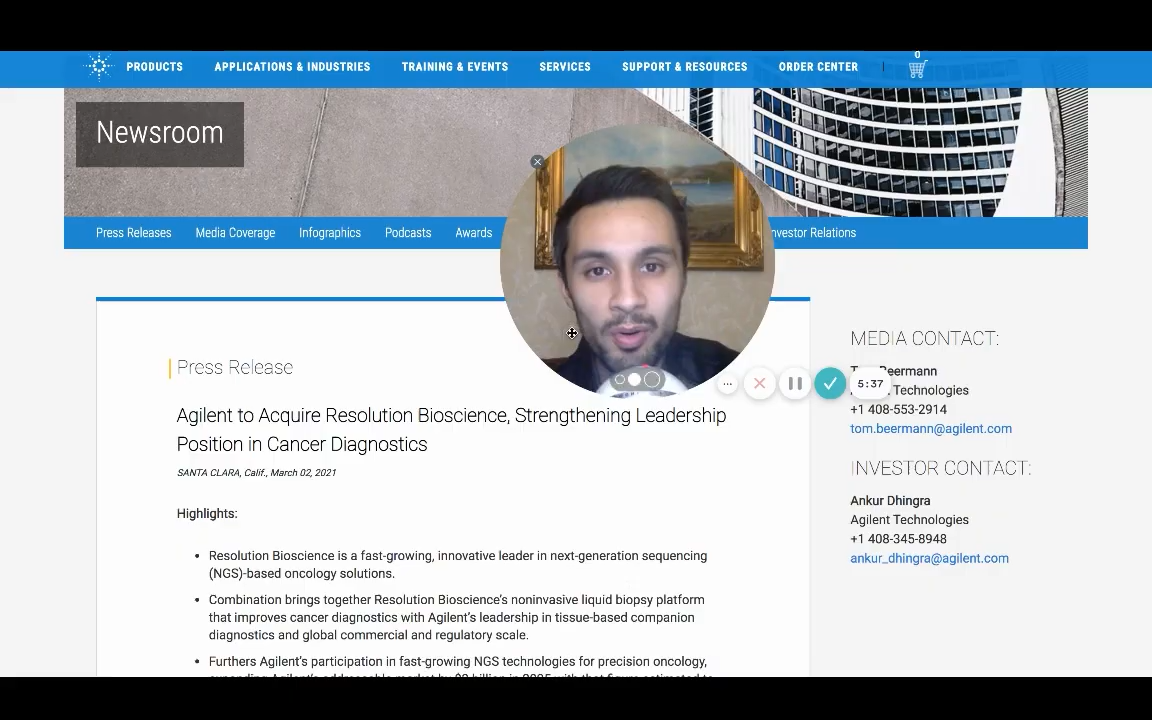 0
PRODUCTS APPLICATIONS & INDUSTRIES TRAINING & EVENTS SERVICES SUPPORT & RESOURCES ORDER CENTER
Newsroom
Press Releases Media Coverage Infographics Podcasts Awards Investor Relations
Press Release
Agilent to Acquire Resolution Bioscience, Strengthening Leadership
Position in Cancer Diagnostics
SANTA CLARA, Calif., March 02, 2021
Highlights:
• Resolution Bioscience is a fast-growing, innovative leader in next-generation sequencing
(NGS)-based oncology solutions.
• Combination brings together Resolution Bioscience's noninvasive liquid biopsy platform
that improves cancer diagnostics with Agilent's leadership in tissue-based companion
diagnostics and global commercial and regulatory scale.
• Furthers Agilent's participation in fast-growing NGS technologies for precision oncology,
MEDIA CONTACT:
Beermann
Technologies
5:37
+1 408-553-2914
tom.beermann@agilent.com
INVESTOR CONTACT:
Ankur Dhingra
Agilent Technologies
+1 408-345-8948
ankur_dhingra@agilent.com